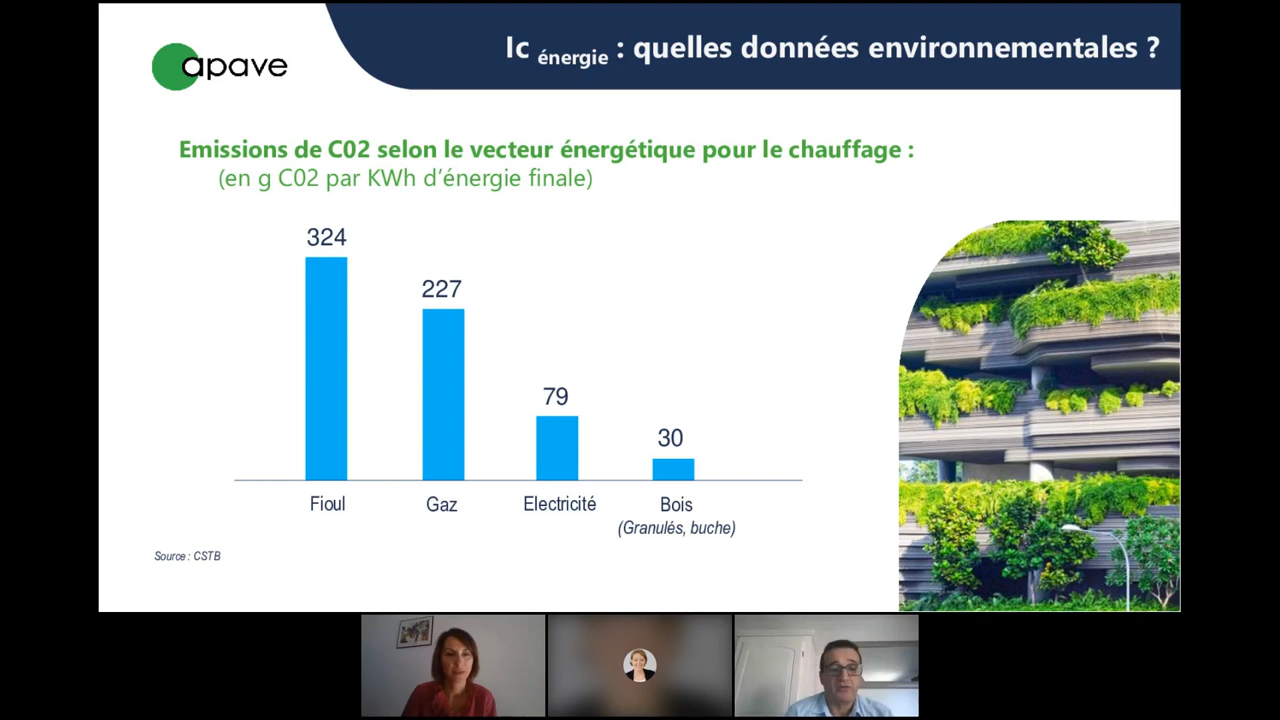 apave
Ic énergie : quelles données environnementales ?
Emissions de C02 selon le vecteur énergétique pour le chauffage :
(en g C02 par KWh d’énergie finale)
324
227
79
30
Fioul
Gaz
Electricité
Bois
(Granulés, buche)
Source : CSTB